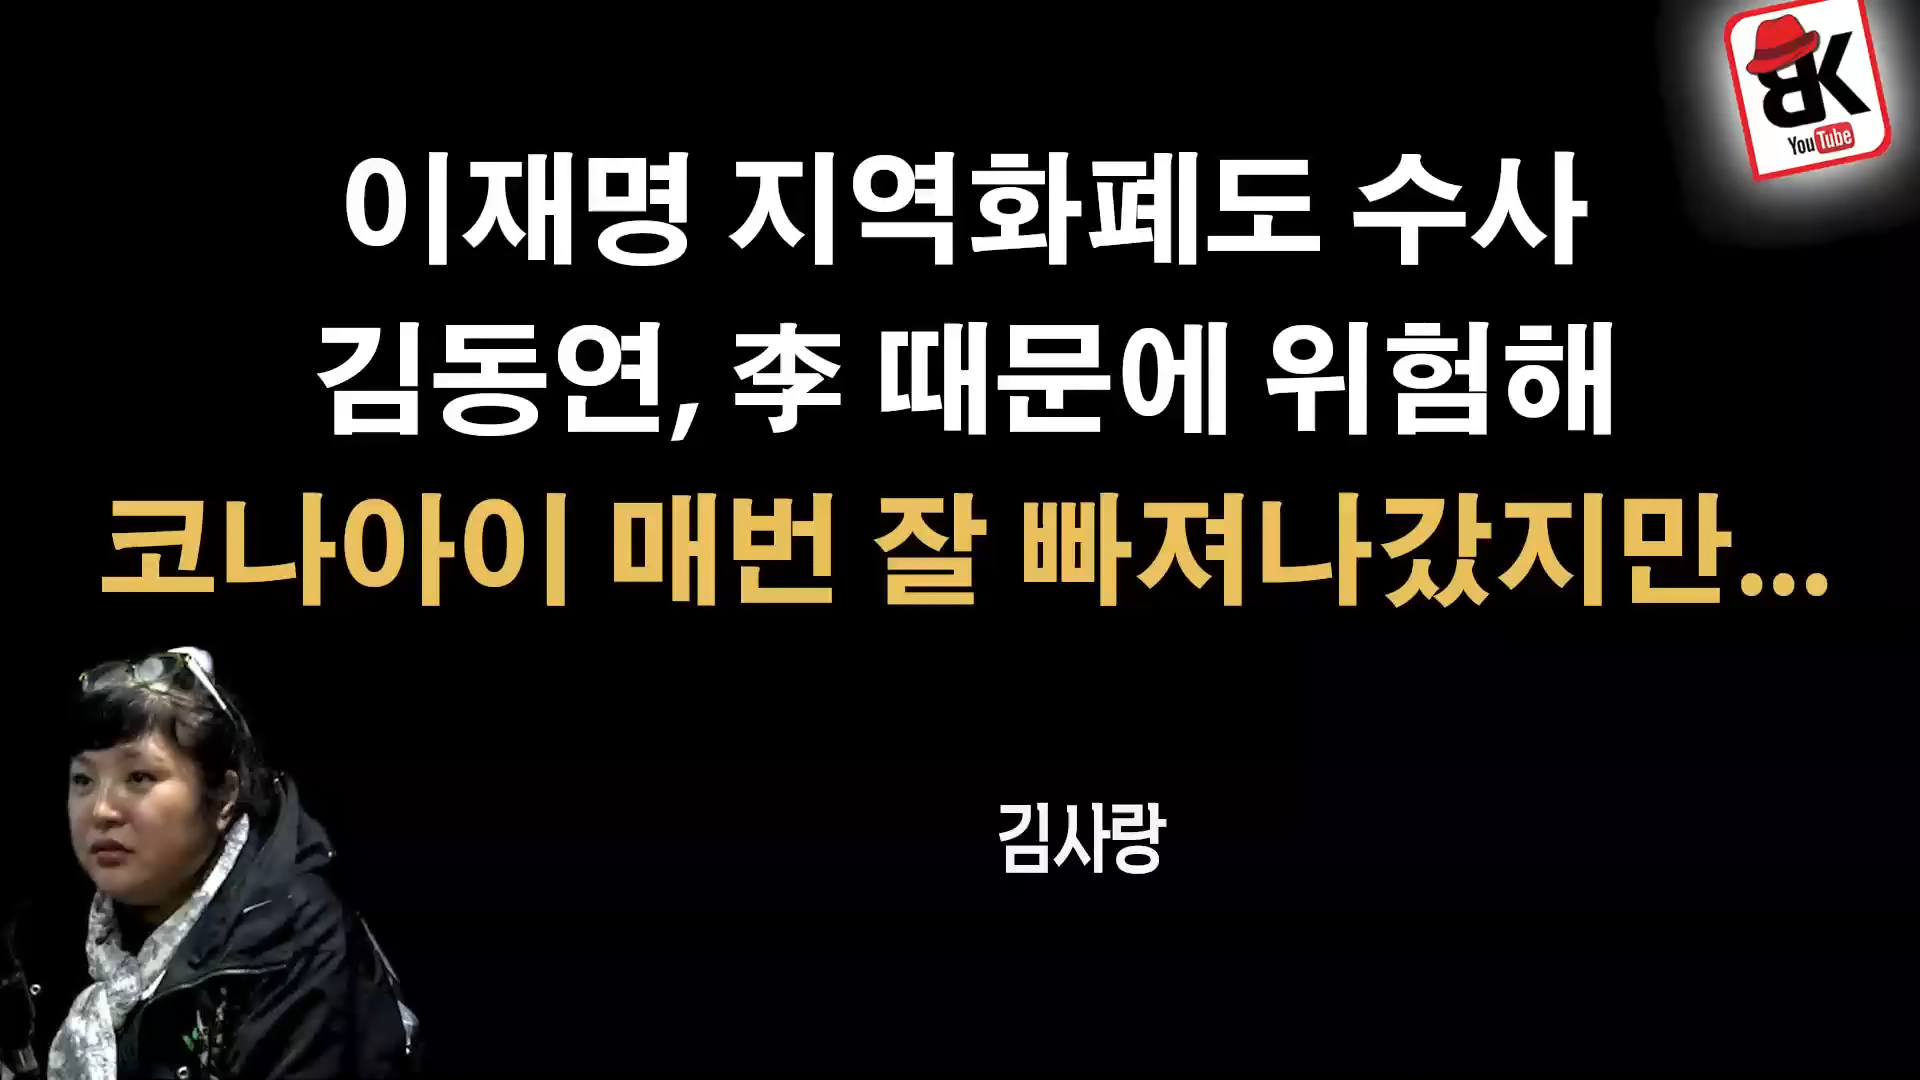 BK
YouTube
이재명 지역화폐도 수사
김동연, 李 때문에 위험해
코나아이 매번 잘 빠져나갔지만...
김사랑